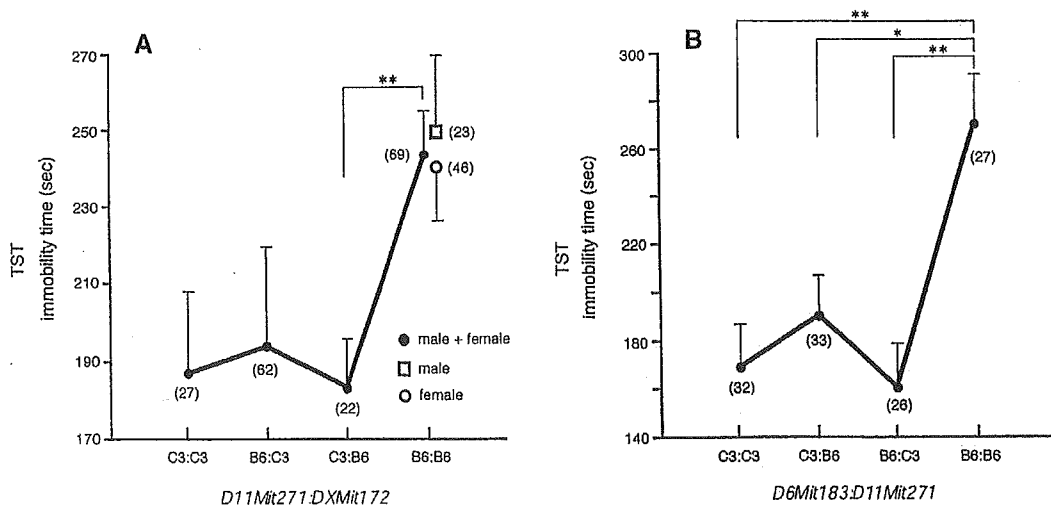 A
270
250
230
210
190
170
TST
immobility time (sec)
**
(69)
(23)
(46)
(27)
(62)
(22)
male + female
male
female
C3:C3
B6:C3
C3:B6
B6:B6
D11Mit271:DXMit172
B
300
260
220
180
140
TST
immobility time (sec)
**
*
**
(32)
(33)
(26)
(27)
C3:C3
C3:B6
B6:C3
B6:B6
D6Mit183:D11Mit271